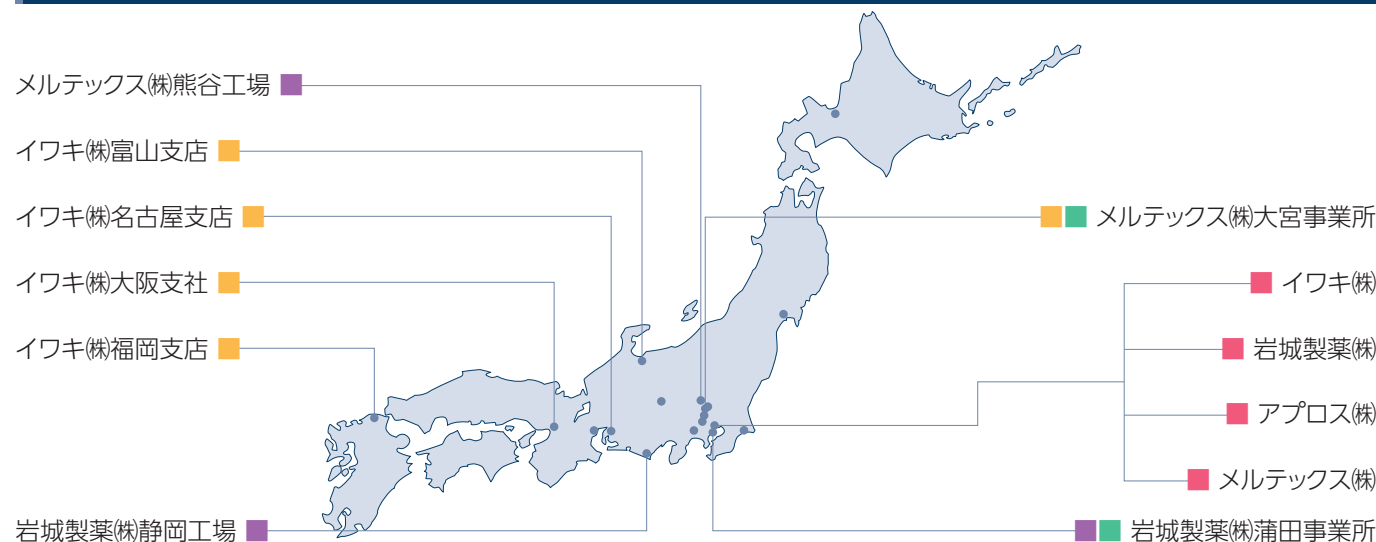 メルテックス㈱熊谷工場
イワキ㈱富山支店
イワキ㈱名古屋支店
イワキ㈱大阪支社
イワキ㈱福岡支店
岩城製薬㈱静岡工場
メルテックス㈱大宮事業所
イワキ㈱
岩城製薬㈱
アプロス㈱
メルテックス㈱
岩城製薬㈱蒲田事業所